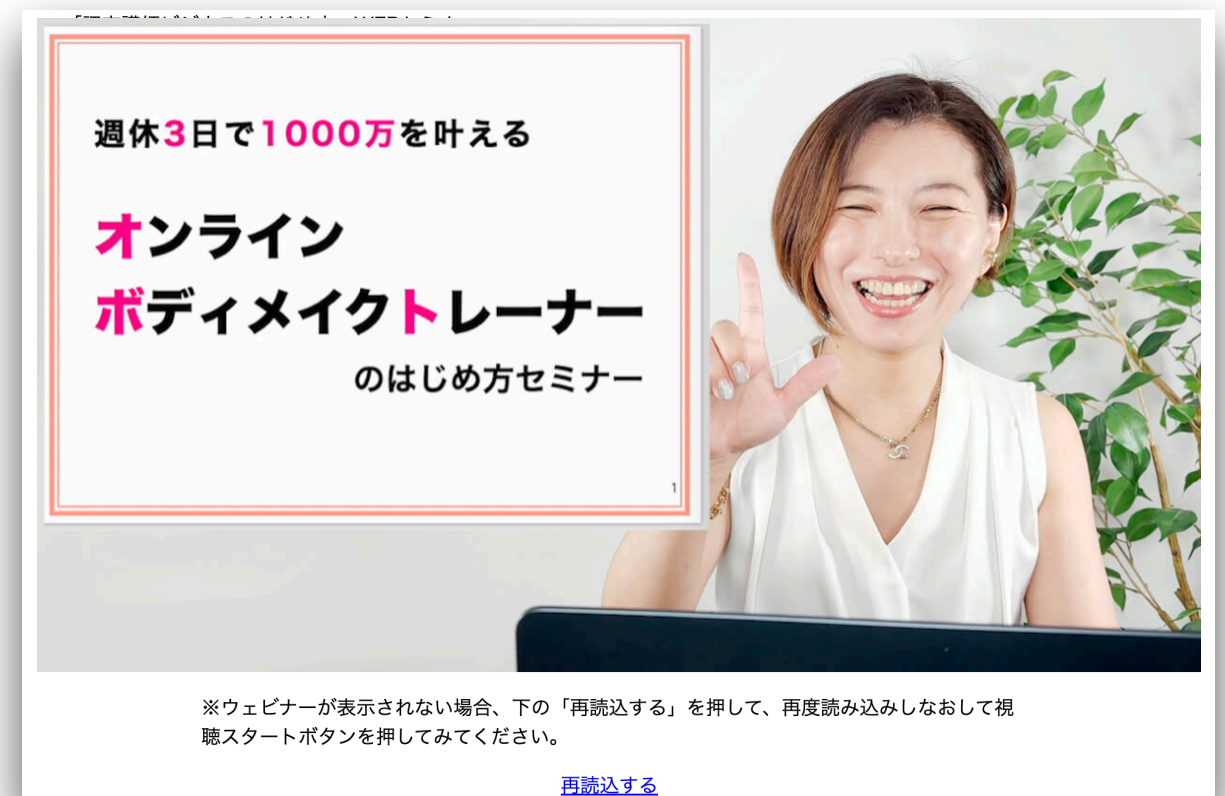 週休3日で1000万を叶える
オンライン
ボディメイクトレーナー
のはじめ方セミナー
1
※ウェビナーが表示されない場合、下の「再読込する」を押して、再度読み込みしなおして視
聴スタートボタンを押してみてください。
再読込する